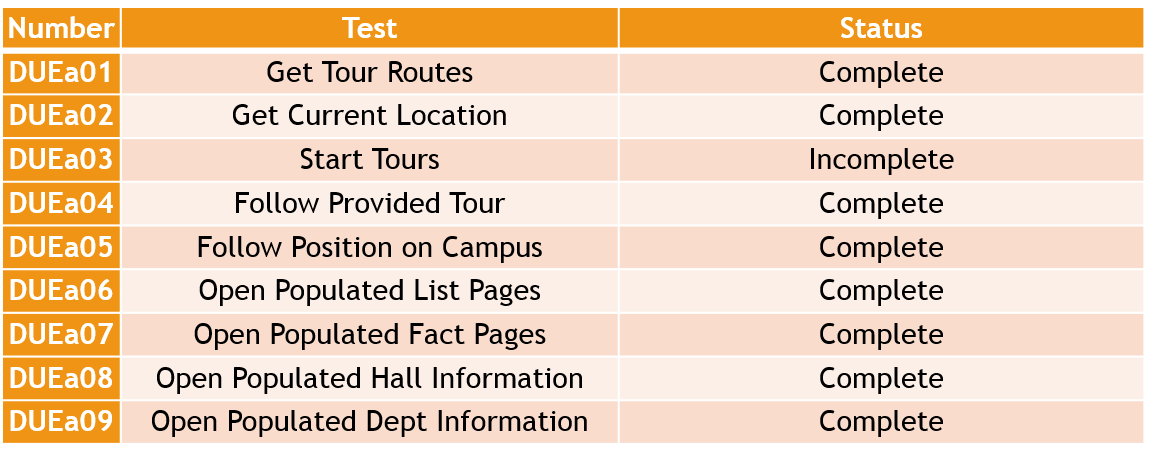 Number Test Status
DUEa01 Get Tour Routes Complete
DUEa02 Get Current Location Complete
DUEa03 Start Tours Incomplete
DUEa04 Follow Provided Tour Complete
DUEa05 Follow Position on Campus Complete
DUEa06 Open Populated List Pages Complete
DUEa07 Open Populated Fact Pages Complete
DUEa08 Open Populated Hall Information Complete
DUEa09 Open Populated Dept Information Complete